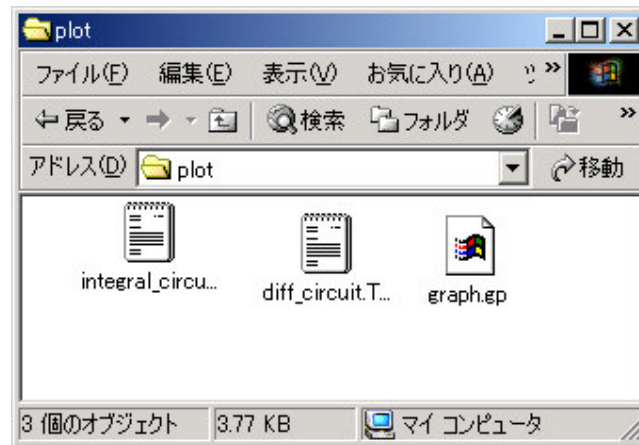 plot
ファイル(F) 編集(E) 表示(V) お気に入り(A) ツ »
戻る 検索 フォルダ »
アドレス(D) plot 移動
integral_circu... diff_circuit.T... graph.gp
3 個のオブジェクト 3.77 KB マイ コンピュータ